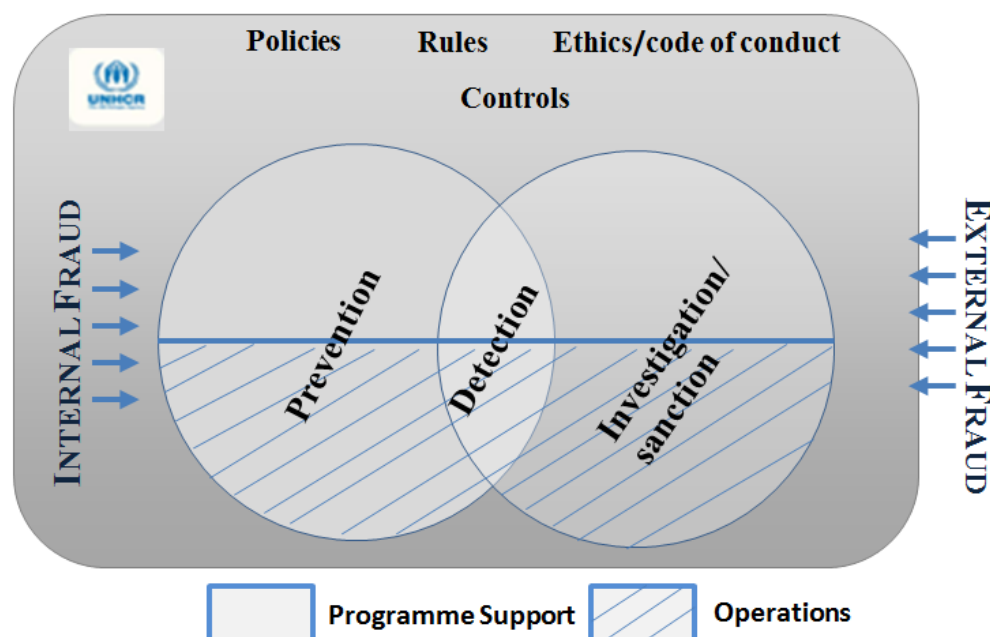 Policies Rules Ethics/code of conduct
UNHCR
Controls
INTERNAL FRAUD
Prevention
Detection
Investigation/
sanction
EXTERNAL FRAUD
Programme Support
Operations